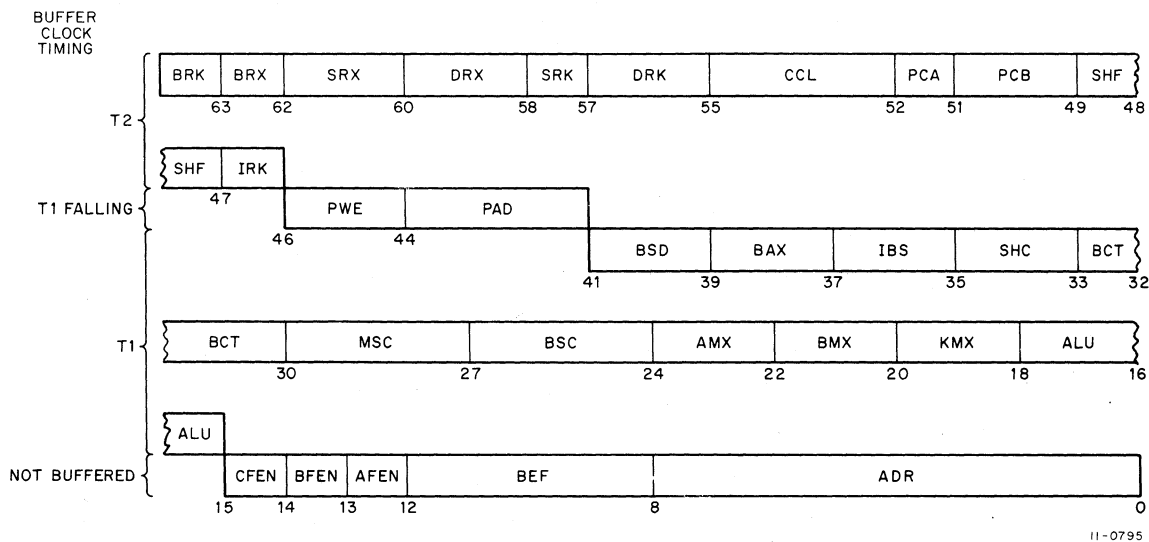 BUFFER
CLOCK
TIMING
BRK BRX SRX DRX SRK DRK CCL PCA PCB SHF
63 62 60 58 57 55 52 51 49 48
T2
SHF IRK
47
T1 FALLING
PWE PAD
46 44
BSD BAX IBS SHC BCT
41 39 37 35 33 32
T1
BCT MSC BSC AMX BMX KMX ALU
30 27 24 22 20 18 16
ALU
NOT BUFFERED
CFEN BFEN AFEN BEF ADR
15 14 13 12 8 0
11-0795